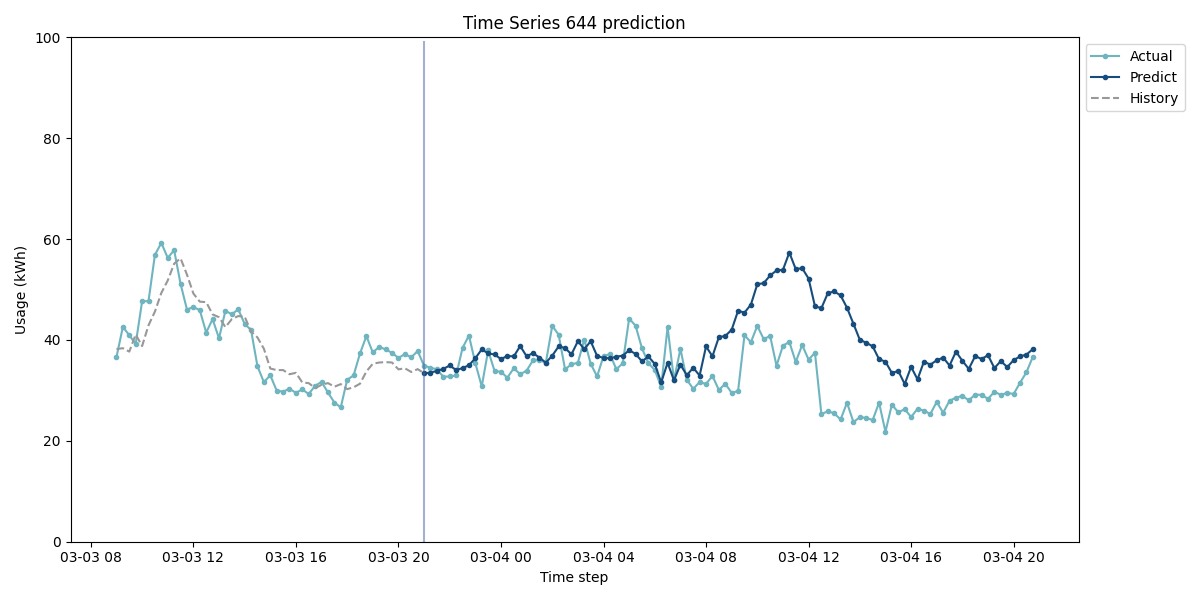 Time Series 644 prediction
Actual
Predict
History
Usage (kWh)
100
80
60
40
20
0
03-03 08
03-03 12
03-03 16
03-03 20
03-04 00
03-04 04
03-04 08
03-04 12
03-04 16
03-04 20
Time step